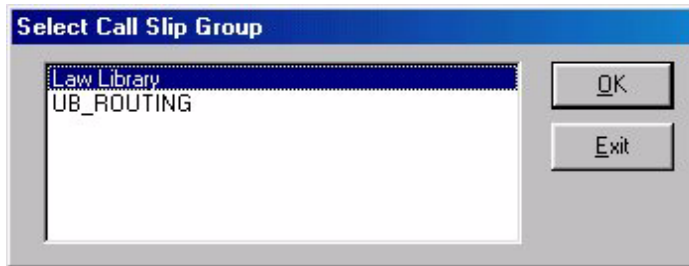 Select Call Slip Group
Law Library
UB_ROUTING
OK
Exit